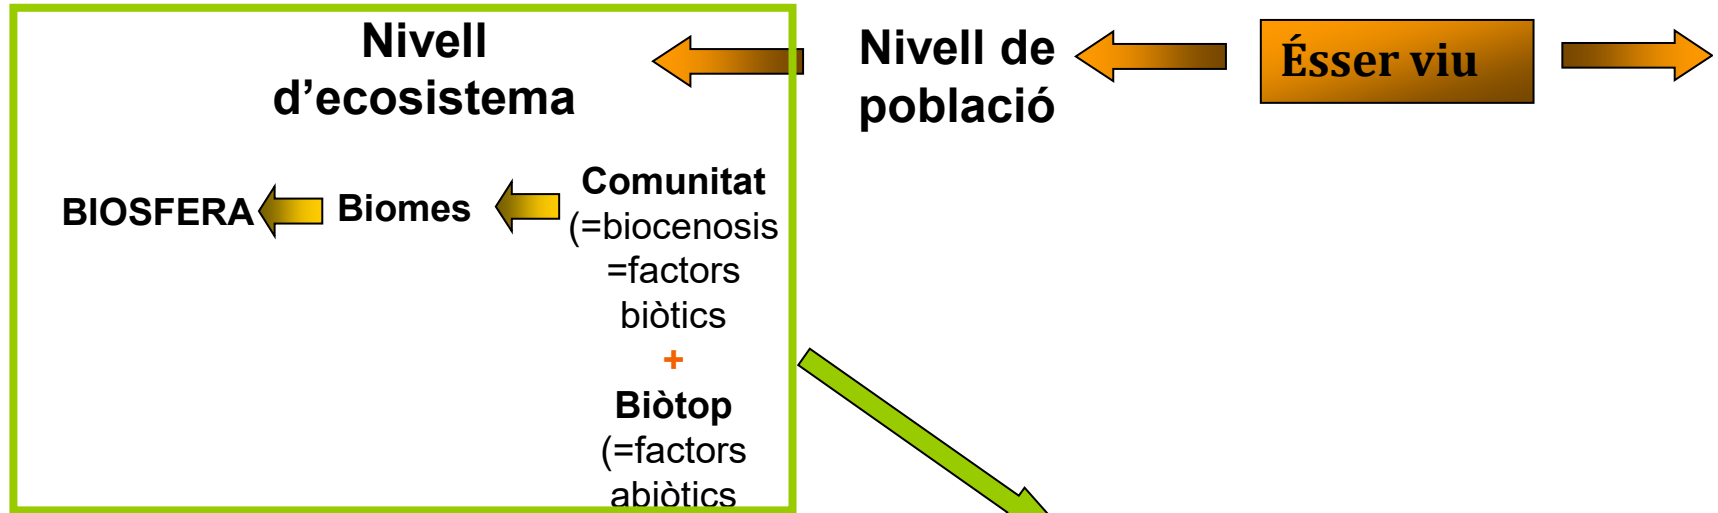 Nivell
d’ecosistema
Nivell de
població
Ésser viu
BIOSFERA
Biomes
Comunitat
(=biocenosis
=factors
biòtics
+
Biòtop
(=factors
abiòtics